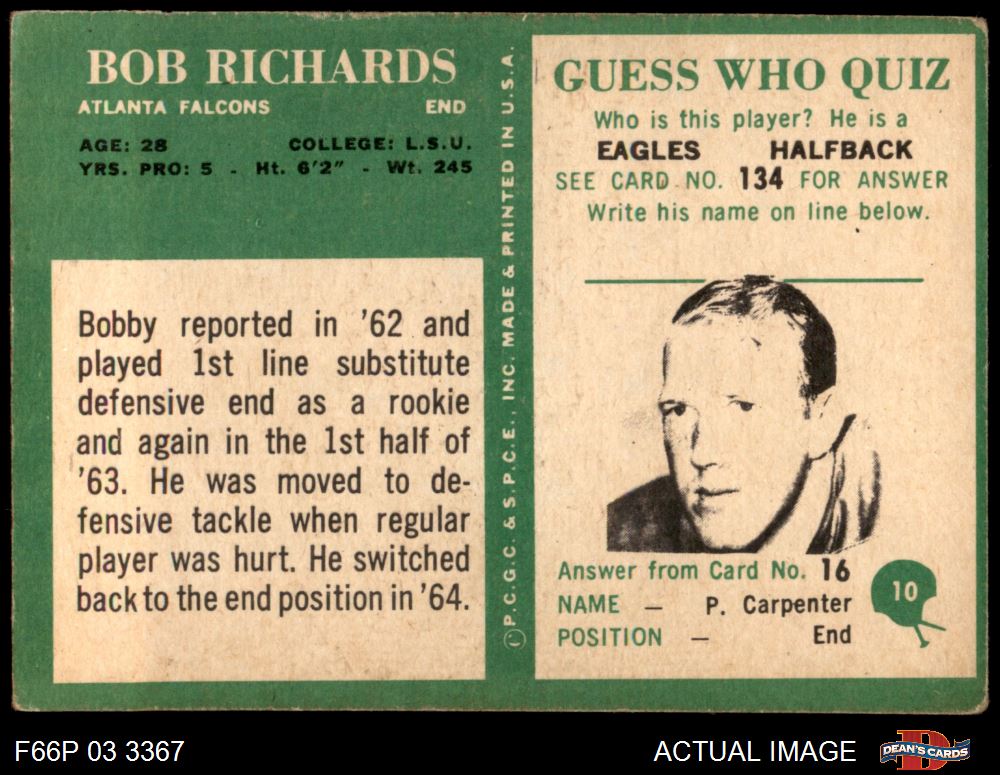 BOB RICHARDS
ATLANTA FALCONS END
AGE: 28 COLLEGE: L.S.U.
YRS. PRO: 5 - Ht. 6'2" - Wt. 245
Bobby reported in '62 and
played 1st line substitute
defensive end as a rookie
and again in the 1st half of
'63. He was moved to de-
fensive tackle when regular
player was hurt. He switched
back to the end position in '64.
© P.C.G.C. & S.P.C.E., INC. MADE & PRINTED IN U.S.A.
GUESS WHO QUIZ
Who is this player? He is a
EAGLES HALFBACK
SEE CARD NO. 134 FOR ANSWER
Write his name on line below.
Answer from Card No. 16
NAME — P. Carpenter
POSITION — End
10
F66P 03 3367
ACTUAL IMAGE
D
DEAN'S CARDS